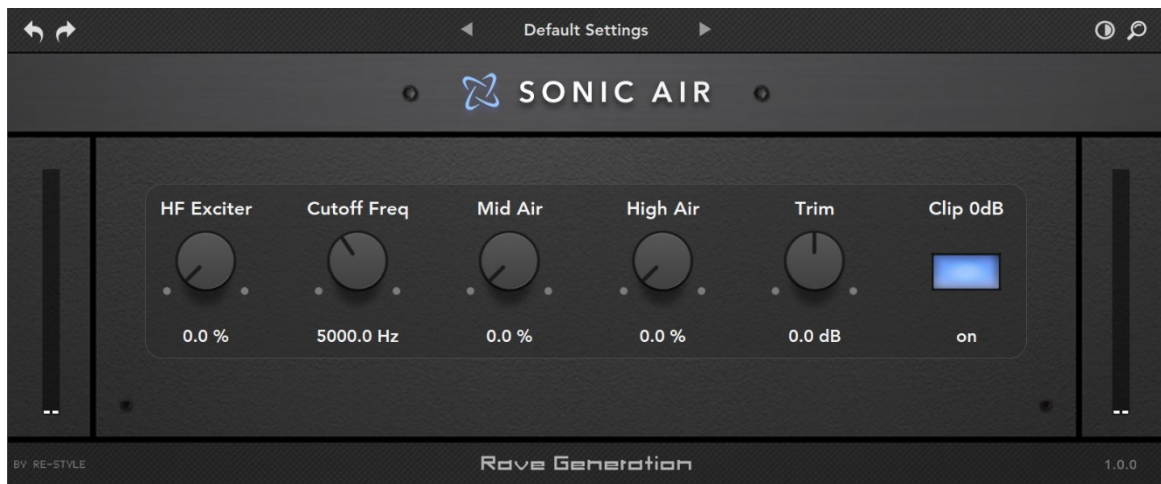 Default Settings
SONIC AIR
HF Exciter Cutoff Freq Mid Air High Air Trim Clip 0dB
0.0 % 5000.0 Hz 0.0 % 0.0 % 0.0 dB on
-- --
BY RE-STYLE Rave Generation 1.0.0